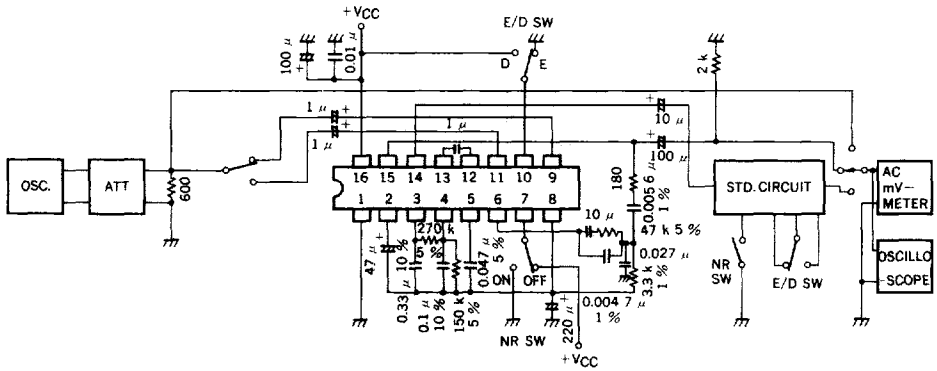 +VCC
E/D SW
100 μ
+
0.01 μ
D
E
2 k
1 μ
+
+
1 μ
1 μ
+
10 μ
+
100 μ
OSC.
ATT
600
16
15
14
13
12
11
10
9
1
2
3
4
5
6
7
8
180
0.005 6 μ
1 %
STD. CIRCUIT
AC
mV-
METER
OSCILLO
-SCOPE
47 μ
+
10 %
270 k
5 %
0.33 μ
0.1 μ
10 %
150 k
5 %
0.047 μ
5 %
10 μ
47 k 5 %
0.027 μ
3.3 k
1 %
0.004 7 μ
1 %
ON
OFF
NR SW
220 μ
+
+VCC
NR
SW
E/D SW